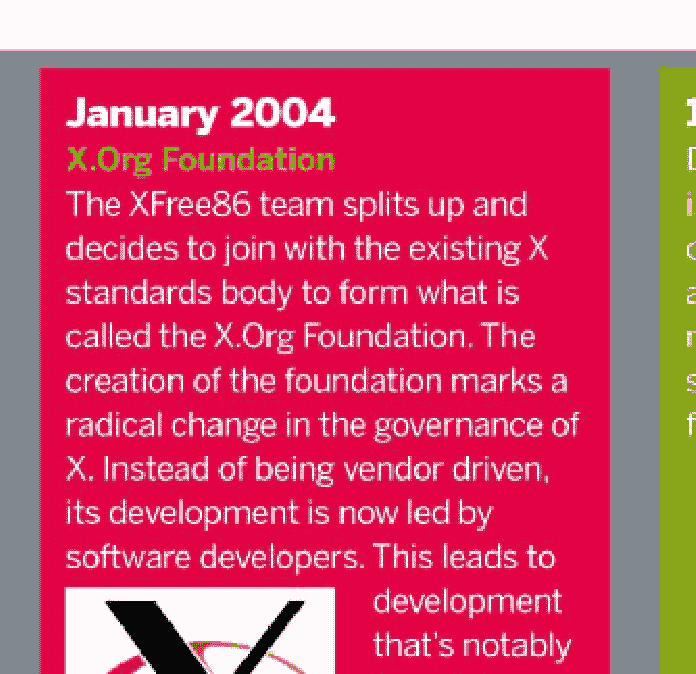 January 2004
X.Org Foundation
The XFree86 team splits up and
decides to join with the existing X
standards body to form what is
called the X.Org Foundation. The
creation of the foundation marks a
radical change in the governance of
X. Instead of being vendor driven,
its development is now led by
software developers. This leads to
development
that's notably